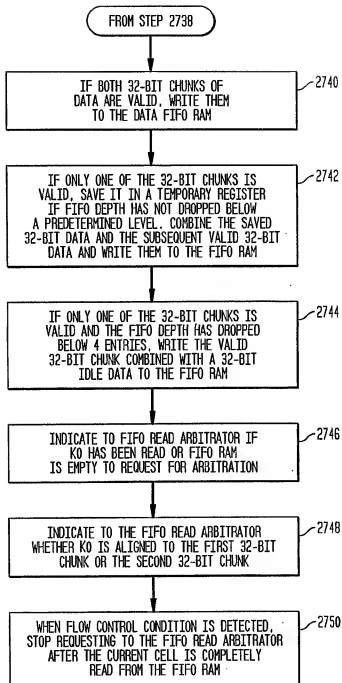 FROM STEP 2738
IF BOTH 32-BIT CHUNKS OF
DATA ARE VALID, WRITE THEM
TO THE DATA FIFO RAM
2740
IF ONLY ONE OF THE 32-BIT CHUNKS IS
VALID, SAVE IT IN A TEMPORARY REGISTER
IF FIFO DEPTH HAS NOT DROPPED BELOW
A PREDETERMINED LEVEL. COMBINE THE SAVED
32-BIT DATA AND THE SUBSEQUENT VALID 32-BIT
DATA AND WRITE THEM TO THE FIFO RAM
2742
IF ONLY ONE OF THE 32-BIT CHUNKS IS
VALID AND THE FIFO DEPTH HAS DROPPED
BELOW 4 ENTRIES, WRITE THE VALID
32-BIT CHUNK COMBINED WITH A 32-BIT
IDLE DATA TO THE FIFO RAM
2744
INDICATE TO FIFO READ ARBITRATOR IF
K0 HAS BEEN READ OR FIFO RAM
IS EMPTY TO REQUEST FOR ARBITRATION
2746
INDICATE TO THE FIFO READ ARBITRATOR
WHETHER K0 IS ALIGNED TO THE FIRST 32-BIT
CHUNK OR THE SECOND 32-BIT CHUNK
2748
WHEN FLOW CONTROL CONDITION IS DETECTED,
STOP REQUESTING TO THE FIFO READ ARBITRATOR
AFTER THE CURRENT CELL IS COMPLETELY
READ FROM THE FIFO RAM
2750